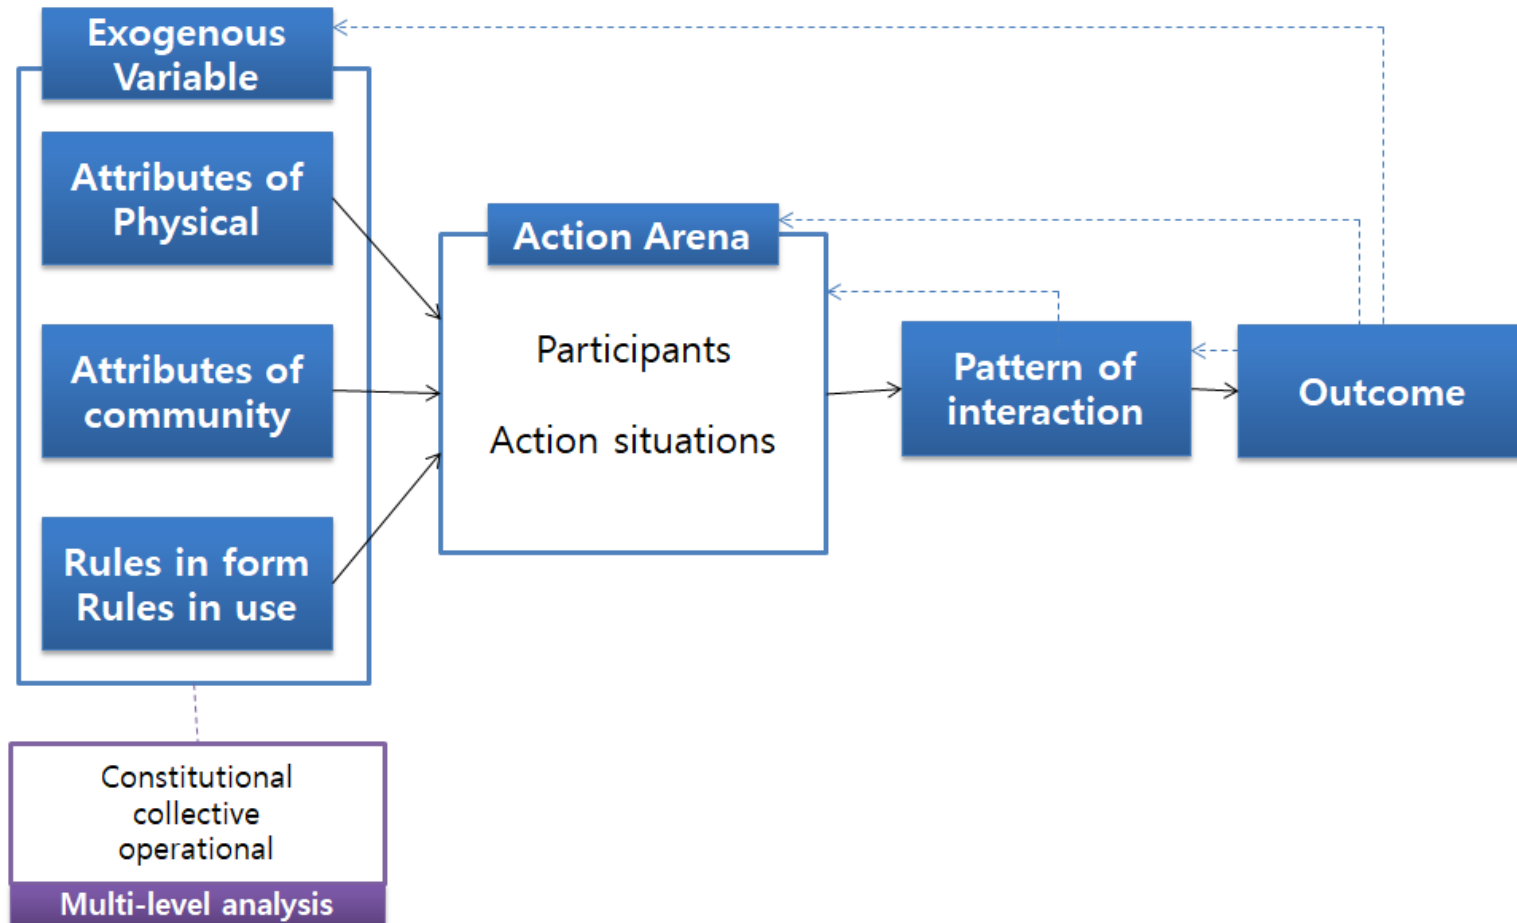 Exogenous
Variable
Attributes of
Physical
Attributes of
community
Rules in form
Rules in use
Action Arena
Participants
Action situations
Pattern of
interaction
Outcome
Constitutional
collective
operational
Multi-level analysis